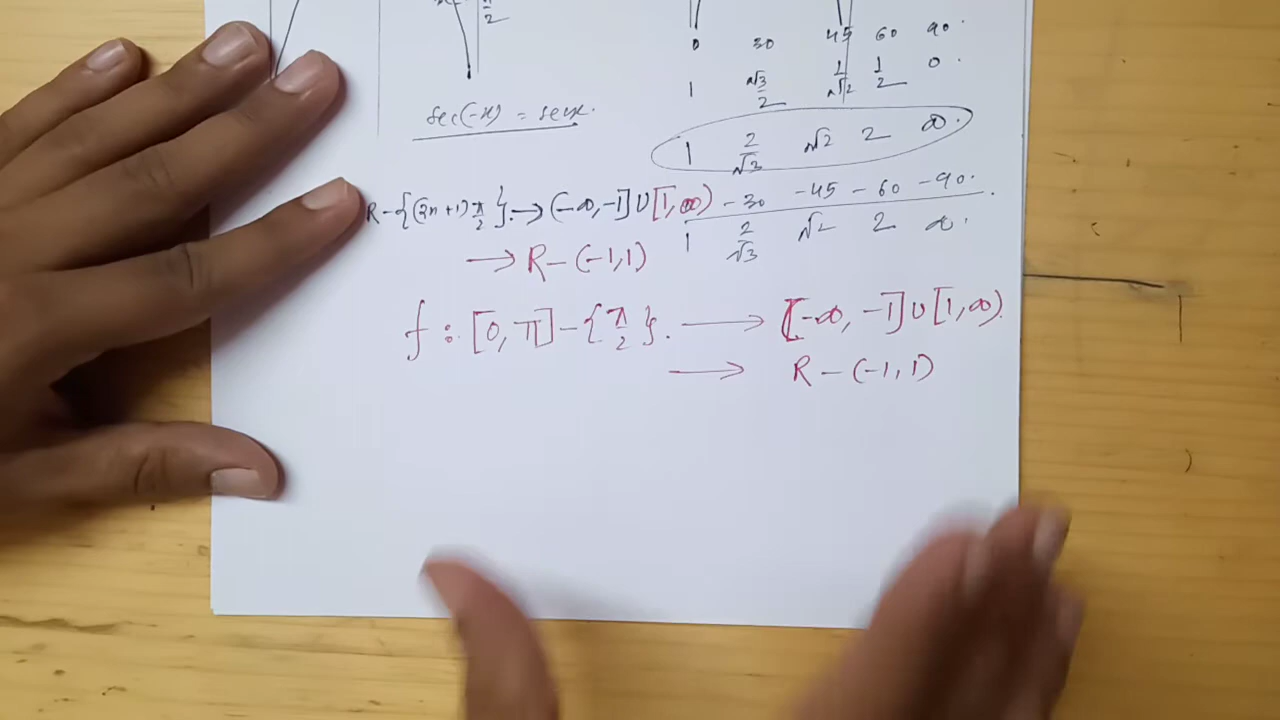 π/2
0 30 45 60 90
1 √3/2 1/√2 1/2 0
sec(-x) = secx.
1 2/√3 √2 2 ∞
R-{(2n+1)π/2}. → (-∞,-1]∪[1,∞) -30 -45 -60 -90
1 2/√3 √2 2 ∞
→ R-(-1,1)
f : [0,π]-{π/2}. → (-∞, -1]∪[1,∞)
→ R-(-1,1)